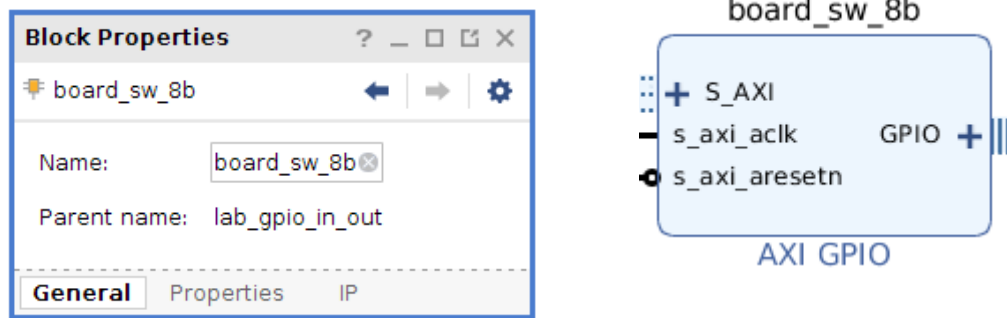 Block Properties ? _
board_sw_8b
Name: board_sw_8b
Parent name: lab_gpio_in_out
General Properties IP
board_sw_8b
S_AXI
s_axi_aclk GPIO
s_axi_aresetn
AXI GPIO